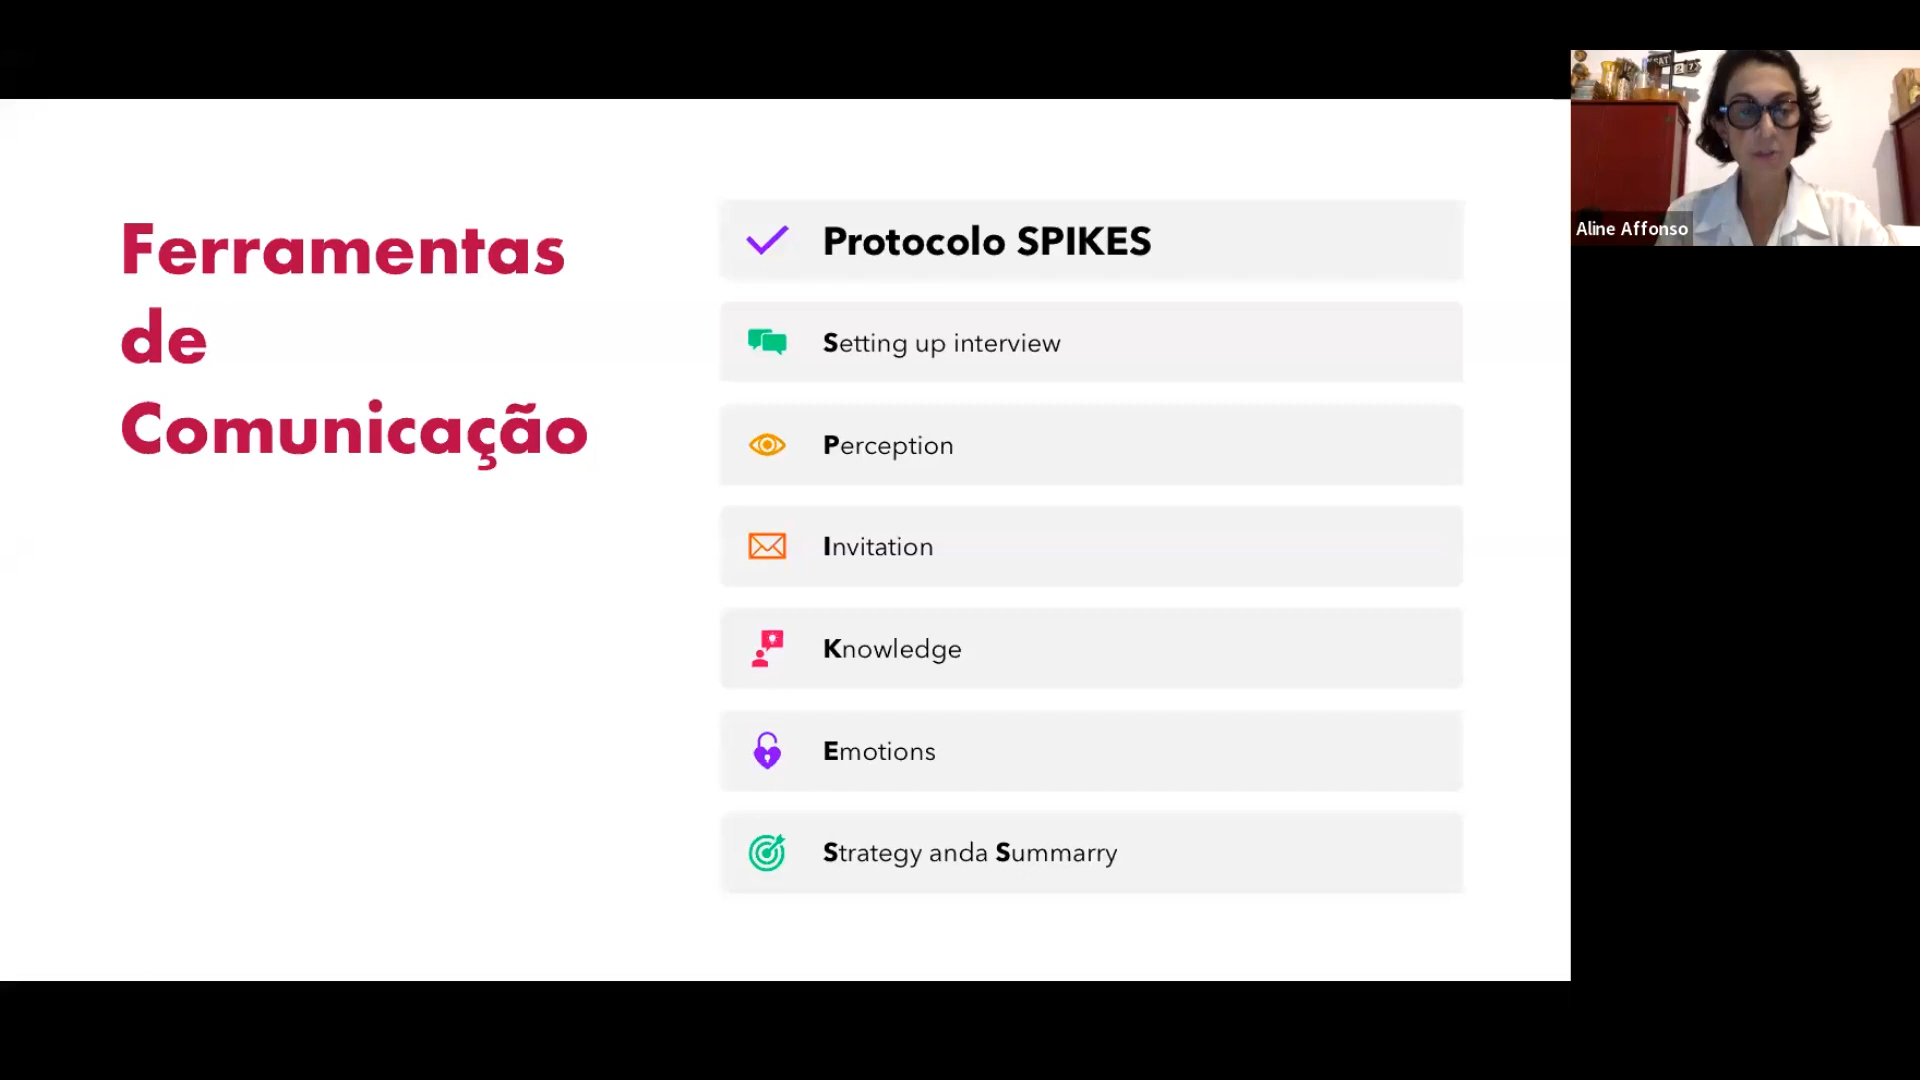 Ferramentas
de
Comunicação
Protocolo SPIKES
Setting up interview
Perception
Invitation
Knowledge
Emotions
Strategy anda Summarry
Aline Affonso